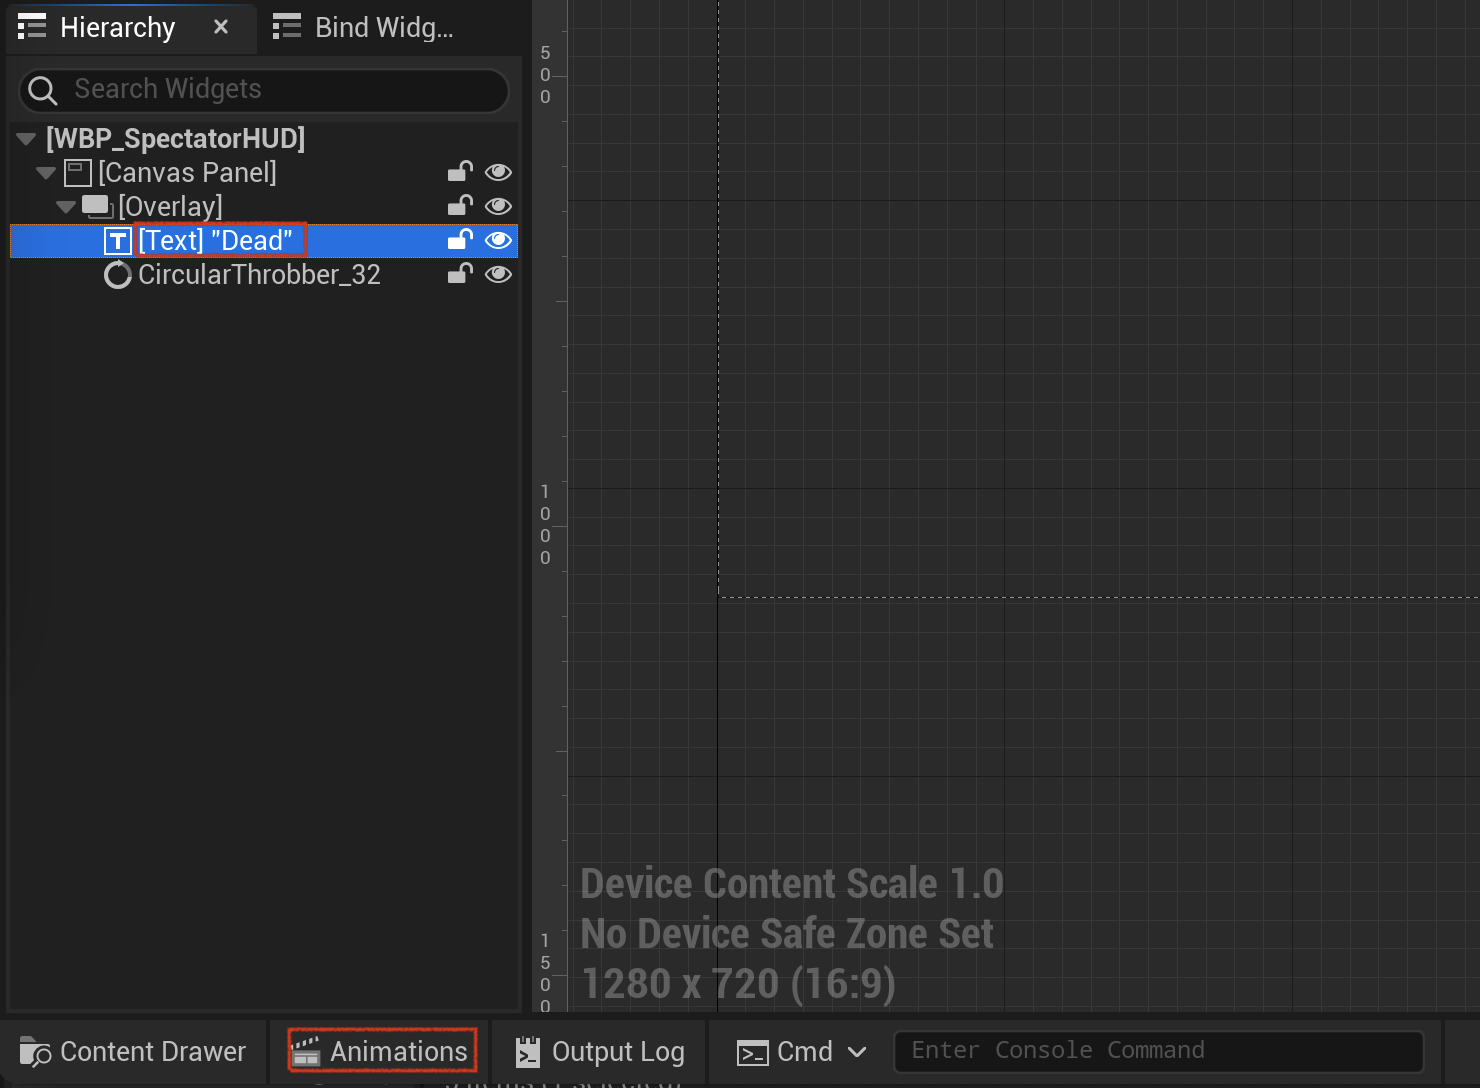 Hierarchy
Bind Widg...
Search Widgets
[WBP_SpectatorHUD]
[Canvas Panel]
[Overlay]
[Text] "Dead"
CircularThrobber_32
500
1000
1500
Device Content Scale 1.0
No Device Safe Zone Set
1280 x 720 (16:9)
Content Drawer
Animations
Output Log
Cmd
Enter Console Command